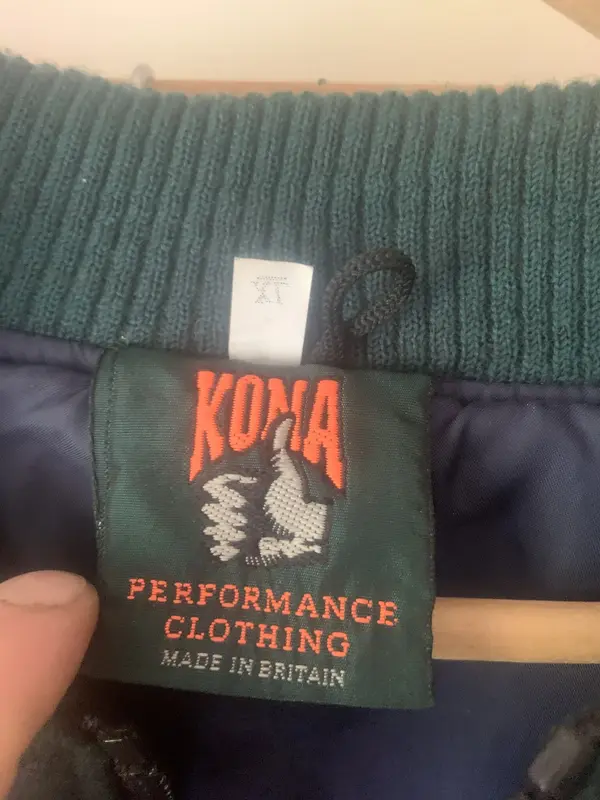 XL
KONA
PERFORMANCE
CLOTHING
MADE IN BRITAIN